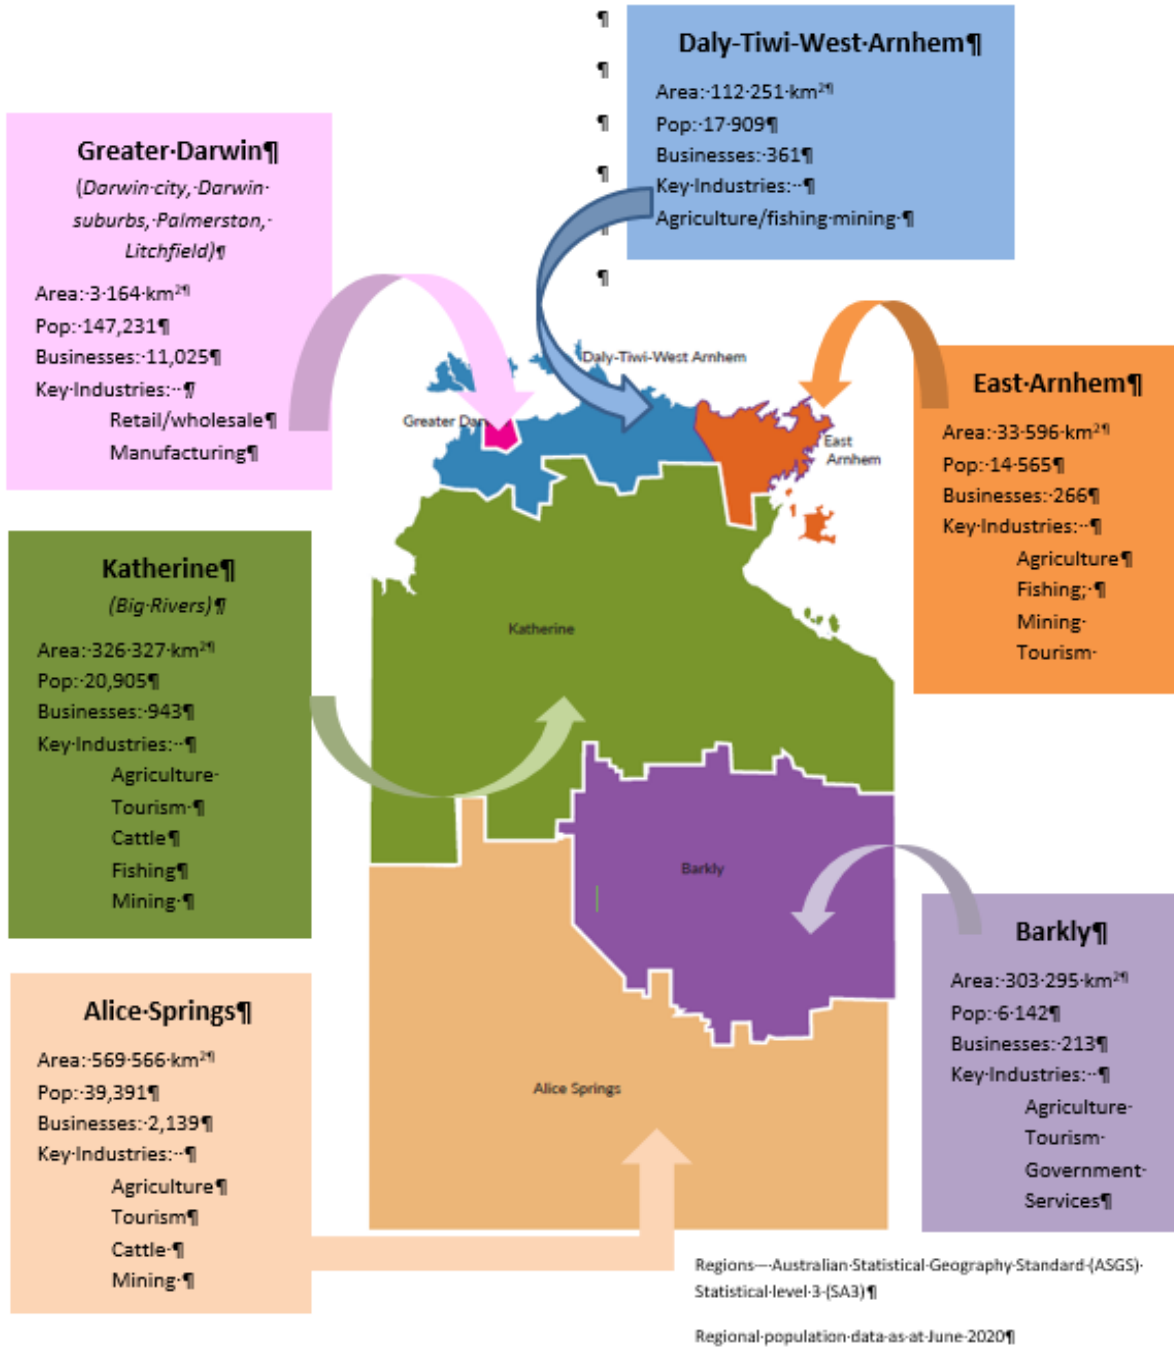 ¶
¶
¶
¶
¶
¶
Daly-Tiwi-West·Arnhem¶
Area:·112·251·km²¶
Pop:·17·909¶
Businesses:·361¶
Key·Industries:··¶
Agriculture/fishing·mining·¶
Greater·Darwin¶
(Darwin·city,·Darwin·
suburbs,·Palmerston,·
Litchfield)¶
Area:·3·164·km²¶
Pop:·147,231¶
Businesses:·11,025¶
Key·Industries:··¶
Retail/wholesale¶
Manufacturing¶
Daly-Tiwi-West Arnhem
Greater Dar
East
Arnhem
East·Arnhem¶
Area:·33·596·km²¶
Pop:·14·565¶
Businesses:·266¶
Key·Industries:··¶
Agriculture¶
Fishing;·¶
Mining·
Tourism·
Katherine¶
(Big·Rivers)¶
Area:·326·327·km²¶
Pop:·20,905¶
Businesses:·943¶
Key·Industries:··¶
Agriculture·
Tourism·¶
Cattle¶
Fishing¶
Mining·¶
Katherine
Barkly
Barkly¶
Area:·303·295·km²¶
Pop:·6·142¶
Businesses:·213¶
Key·Industries:··¶
Agriculture·
Tourism·
Government·
Services¶
Alice·Springs¶
Area:·569·566·km²¶
Pop:·39,391¶
Businesses:·2,139¶
Key·Industries:··¶
Agriculture¶
Tourism¶
Cattle·¶
Mining·¶
Alice Springs
Regions·–·Australian·Statistical·Geography·Standard·(ASGS)·
Statistical·level·3·(SA3)¶
Regional·population·data·as·at·June·2020¶